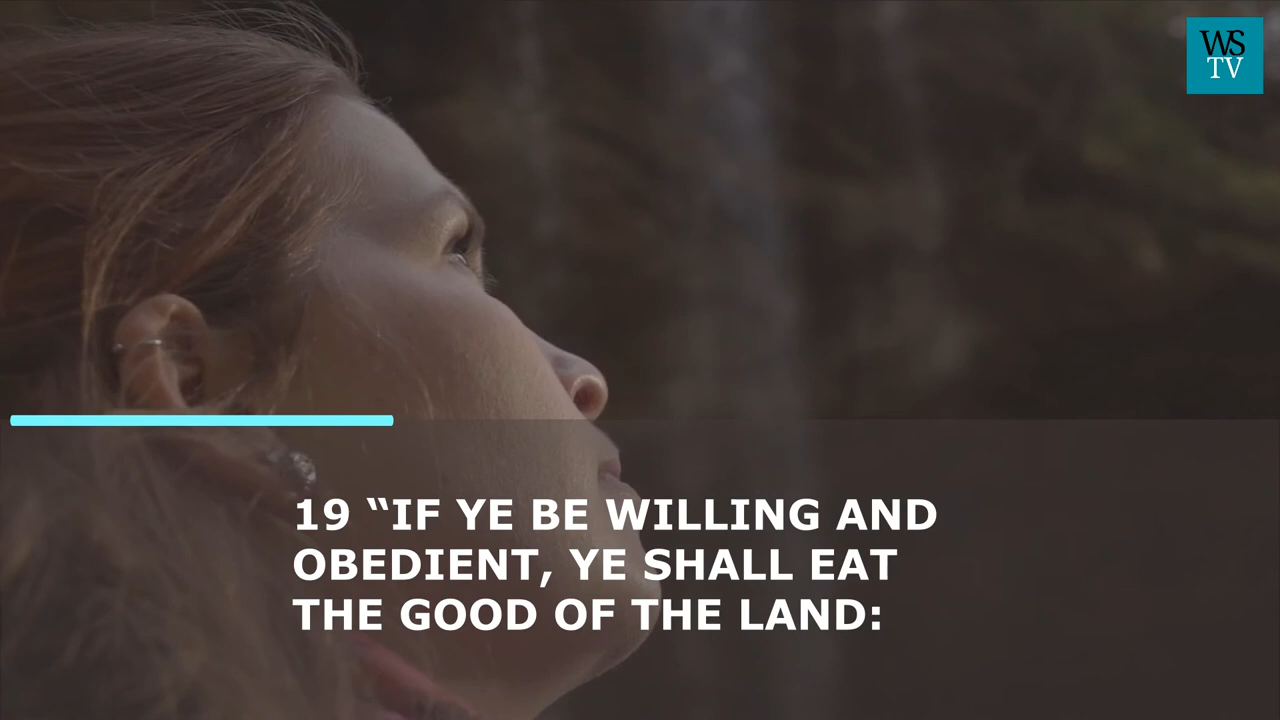 WS
TV
19 “IF YE BE WILLING AND
OBEDIENT, YE SHALL EAT
THE GOOD OF THE LAND: